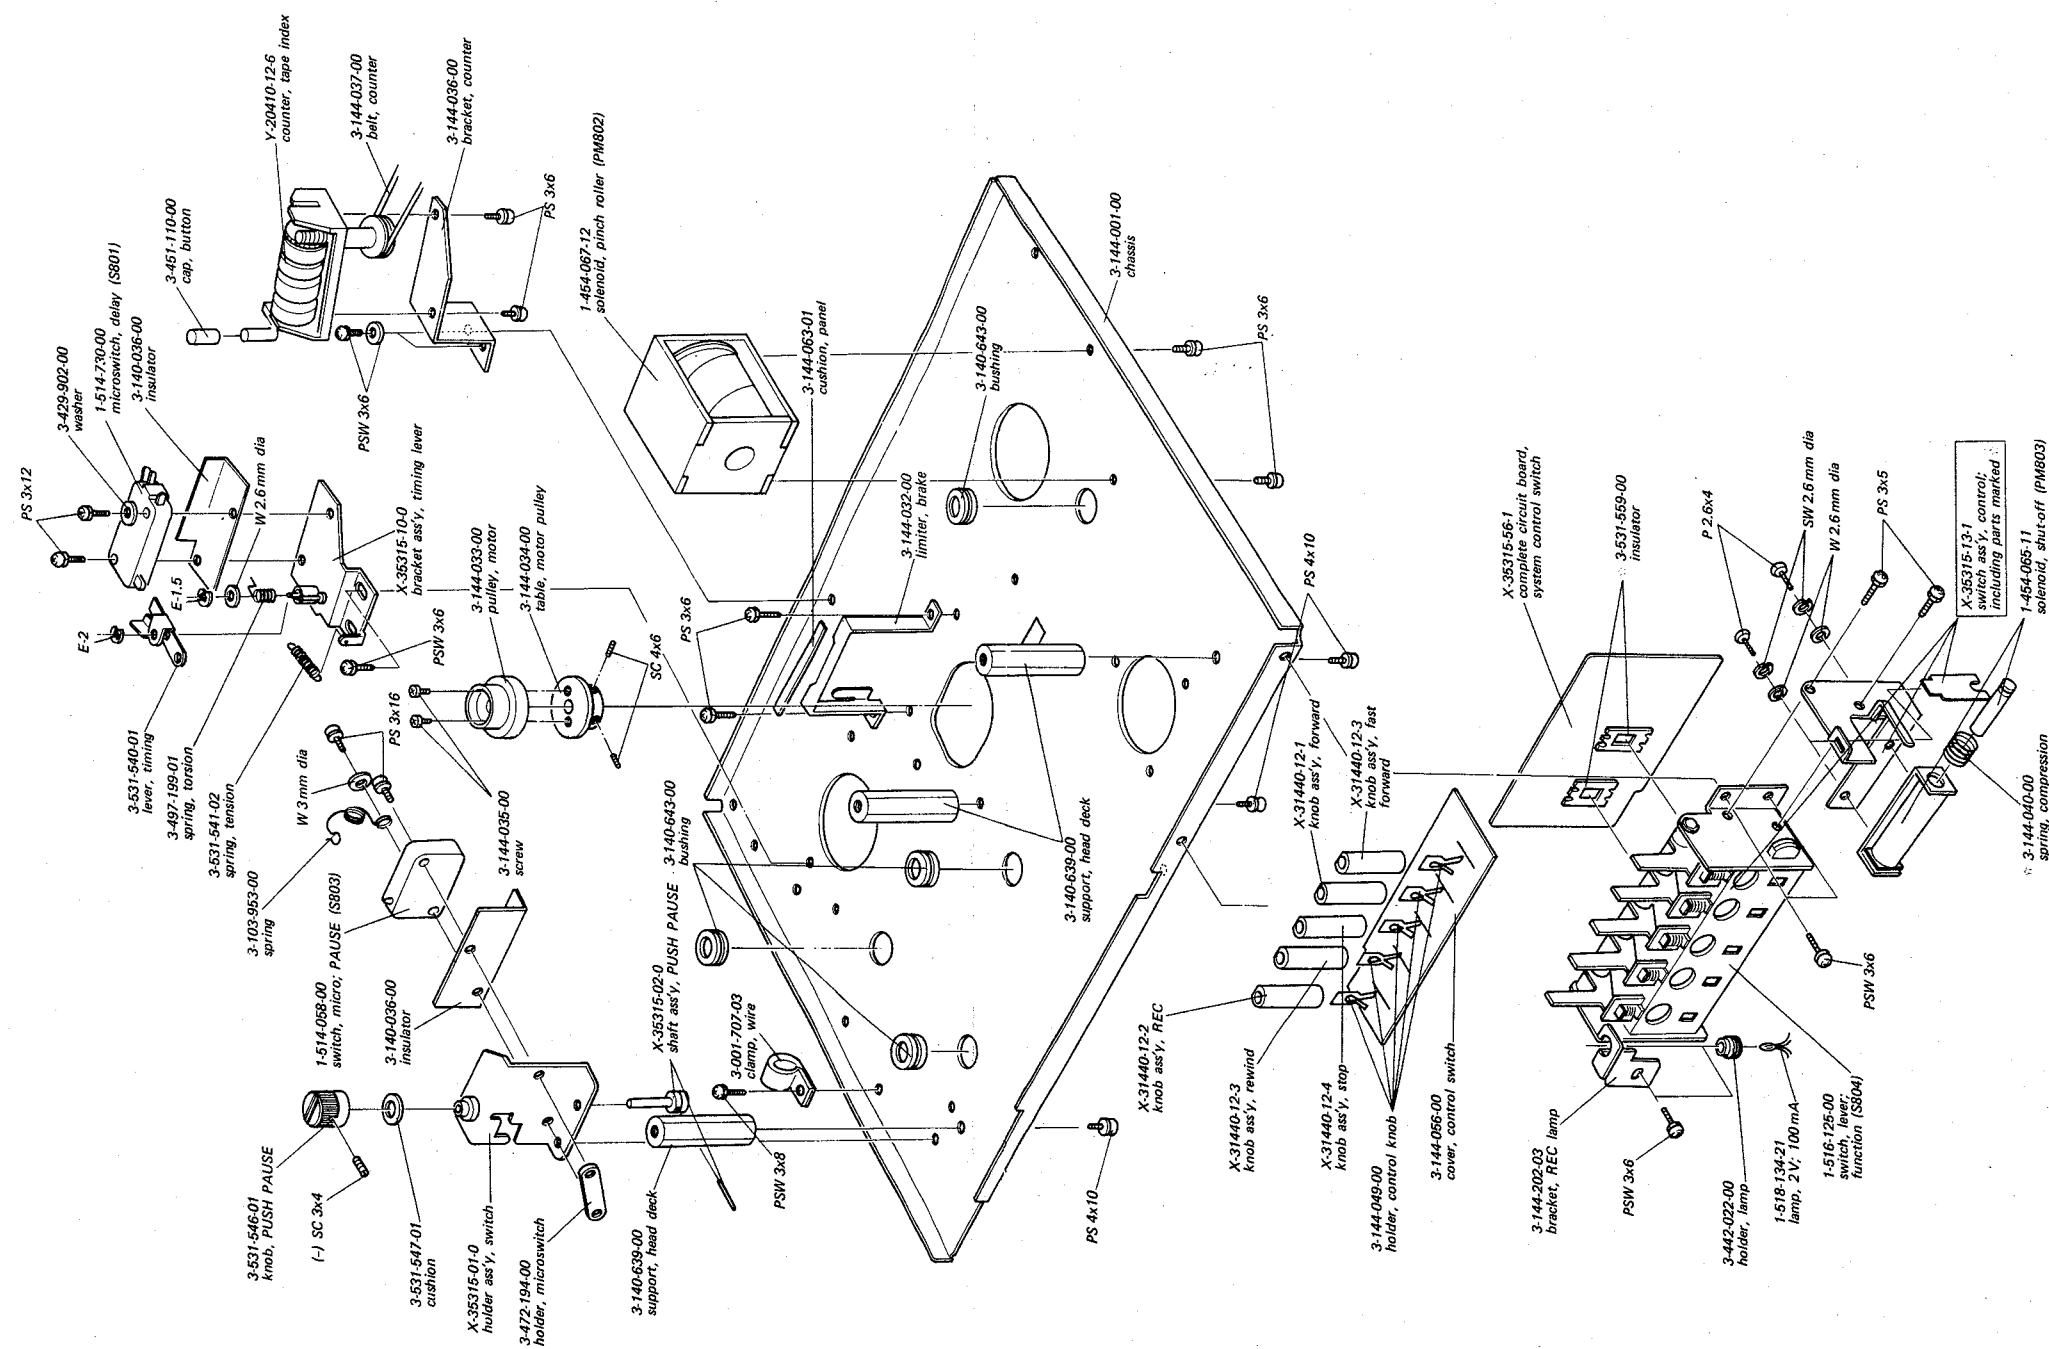 PS 3x12
3-429-902-00
washer
1-514-730-00
microswitch, delay (S801)
3-140-036-00
insulator
3-451-110-00
cap, button
Y-20410-12-6
counter, tape index
3-144-037-00
belt, counter
3-144-036-00
bracket, counter
PS 3x6
PSW 3x6
W 2.6mm dia
E-1.5
E-2
X-35315-10-0
bracket ass'y, timing lever
PSW 3x6
3-531-540-01
lever, timing
3-497-199-01
spring, torsion
3-531-541-02
spring, tension
W 3mm dia
PS 3x16
3-103-953-00
spring
3-144-033-00
pulley, motor
3-144-034-00
table, motor pulley
SC 4x6
3-144-035-00
screw
1-454-067-12
solenoid, pinch roller (PM802)
3-144-063-01
cushion, panel
3-144-032-00
limiter, brake
3-140-643-00
bushing
3-144-001-00
chassis
PS 3x6
PS 3x6
PS 4x10
1-514-058-00
switch, micro; PAUSE (S803)
3-140-036-00
insulator
3-531-546-01
knob, PUSH PAUSE
(-) SC 3x4
3-531-547-01
cushion
X-35315-01-0
holder ass'y, switch
3-472-194-00
holder, microswitch
3-140-639-00
support, head deck
X-35315-02-0
shaft ass'y, PUSH PAUSE
3-140-643-00
bushing
3-001-707-03
clamp, wire
PSW 3x8
3-140-639-00
support, head deck
PS 4x10
X-31440-12-2
knob ass'y, REC
X-31440-12-3
knob ass'y, rewind
X-31440-12-4
knob ass'y, stop
X-31440-12-1
knob ass'y, forward
X-31440-12-3
knob ass'y, fast
forward
3-144-049-00
holder, control knob
3-144-056-00
cover, control switch
X-35315-56-1
complete circuit board,
system control switch
3-531-559-00
insulator
P 2.6x4
SW 2.6mm dia
W 2.6mm dia
PS 3x5
X-35315-13-1
switch ass'y, control;
including parts marked ☆
1-454-065-11
solenoid, shut-off (PM803)
☆ 3-144-040-00
spring, compression
PSW 3x6
3-144-202-03
bracket, REC lamp
PSW 3x6
3-442-022-00
holder, lamp
1-518-134-21
lamp, 2V; 100mA
1-516-125-00
switch, lever;
function (S804)